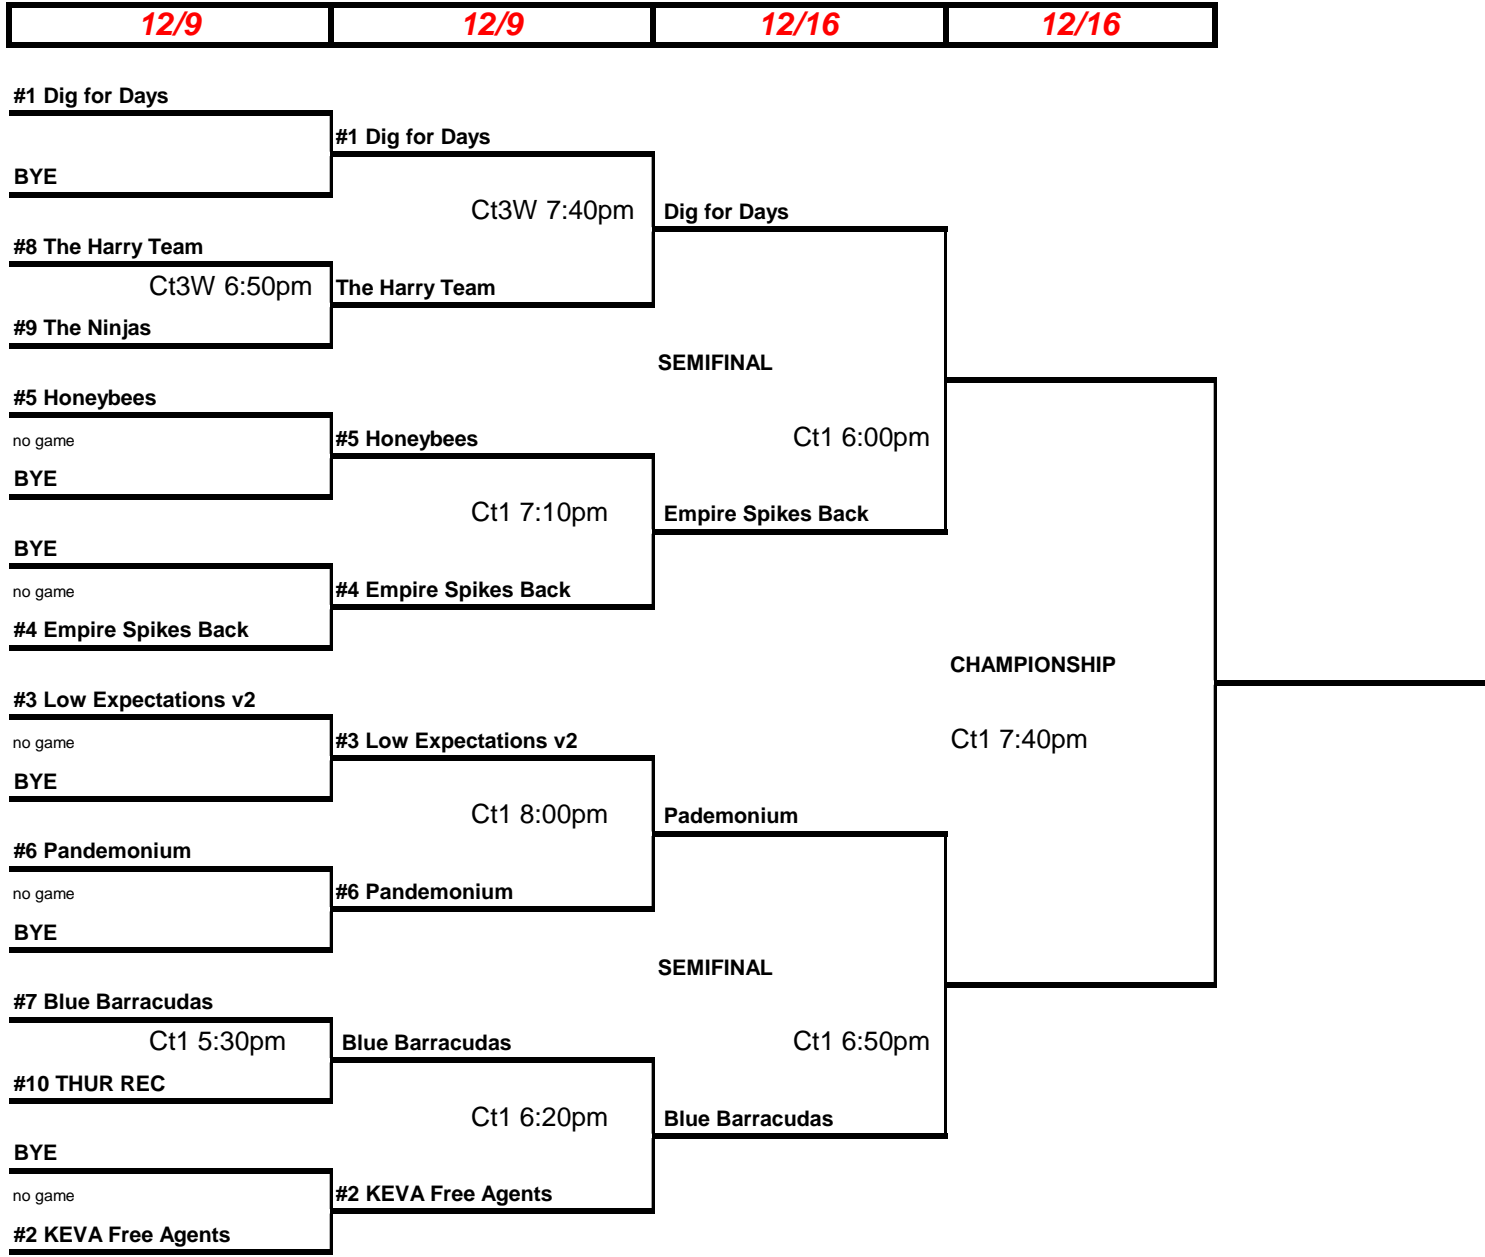 12/9 12/9 12/16 12/16
#1 Dig for Days
#1 Dig for Days
BYE
Ct3W 7:40pm Dig for Days
#8 The Harry Team
Ct3W 6:50pm The Harry Team
#9 The Ninjas
SEMIFINAL
#5 Honeybees
no game #5 Honeybees Ct1 6:00pm
BYE
Ct1 7:10pm Empire Spikes Back
BYE
no game #4 Empire Spikes Back
#4 Empire Spikes Back
CHAMPIONSHIP
#3 Low Expectations v2
no game #3 Low Expectations v2 Ct1 7:40pm
BYE
Ct1 8:00pm Pademonium
#6 Pandemonium
no game #6 Pandemonium
BYE
SEMIFINAL
#7 Blue Barracudas
Ct1 5:30pm Blue Barracudas Ct1 6:50pm
#10 THUR REC
Ct1 6:20pm Blue Barracudas
BYE
no game #2 KEVA Free Agents
#2 KEVA Free Agents